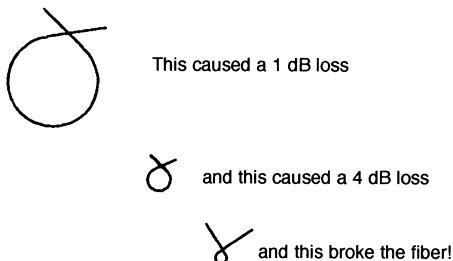 This caused a 1 dB loss
and this caused a 4 dB loss
and this broke the fiber!